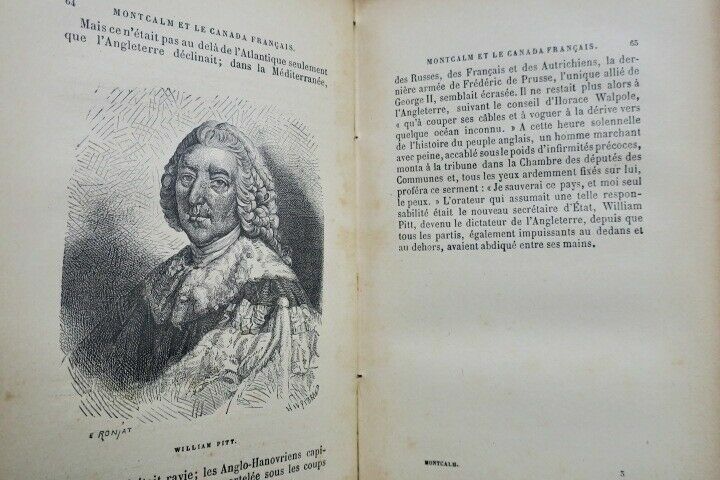 64
MONTCALM ET LE CANADA FRANÇAIS.
Mais ce n'était pas au delà de l'Atlantique seulement
que l'Angleterre déclinait; dans la Méditerranée,
E RONJAT
WILLIAM PITT.
était ravie; les Anglo-Hanovriens capi-
telée sous les coups
MONTCALM ET LE CANADA FRANÇAIS.
65
des Russes, des Français et des Autrichiens, la der-
nière armée de Frédéric de Prusse, l'unique allié de
George II, semblait écrasée. Il ne restait plus alors à
l'Angleterre, suivant le conseil d'Horace Walpole,
« qu'à couper ses câbles et à voguer à la dérive vers
quelque océan inconnu. » A cette heure solennelle
de l'histoire du peuple anglais, un homme marchant
avec peine, accablé sous le poids d'infirmités précoces,
monta à la tribune dans la Chambre des députés des
Communes et, tous les yeux ardemment fixés sur lui,
proféra ce serment : « Je sauverai ce pays, et moi seul
le peux. » L'orateur qui assumait une telle respon-
sabilité était le nouveau secrétaire d'État, William
Pitt, devenu le dictateur de l'Angleterre, depuis que
tous les partis, également impuissants au dedans et
au dehors, avaient abdiqué entre ses mains.
MONTCALM.
5